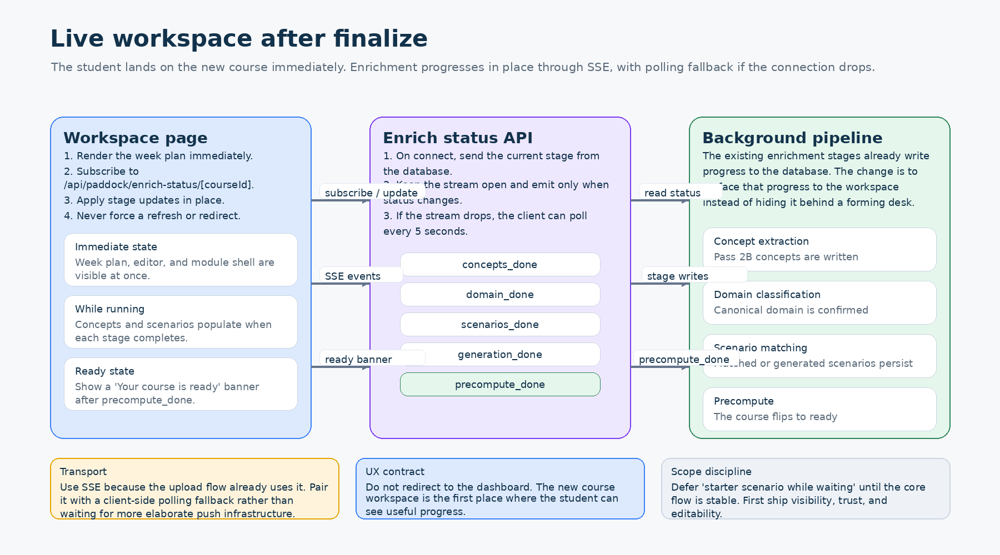 Live workspace after finalize
The student lands on the new course immediately. Enrichment progresses in place through SSE, with polling fallback if the connection drops.
Workspace page
1. Render the week plan immediately.
2. Subscribe to
/api/paddock/enrich-status/[courseId].
3. Apply stage updates in place.
4. Never force a refresh or redirect.
Immediate state
Week plan, editor, and module shell are
visible at once.
While running
Concepts and scenarios populate when
each stage completes.
Ready state
Show a 'Your course is ready' banner
after precompute_done.
subscribe / update
SSE events
ready banner
Enrich status API
1. On connect, send the current stage from
the database.
the stream open and emit only when
status changes.
3. If the stream drops, the client can poll
every 5 seconds.
concepts_done
domain_done
scenarios_done
generation_done
precompute_done
read status
stage writes
precompute_done
Background pipeline
The existing enrichment stages already write
progress to the database. The change is to
that progress to the workspace
instead of hiding it behind a forming desk.
Concept extraction
Pass 2B concepts are written
Domain classification
Canonical domain is confirmed
Scenario matching
Matched or generated scenarios persist
Precompute
The course flips to ready
Transport
Use SSE because the upload flow already uses it. Pair
it with a client-side polling fallback rather than
waiting for more elaborate push infrastructure.
UX contract
Do not redirect to the dashboard. The new course
workspace is the first place where the student can
see useful progress.
Scope discipline
Defer 'starter scenario while waiting' until the core
flow is stable. First ship visibility, trust, and
editability.